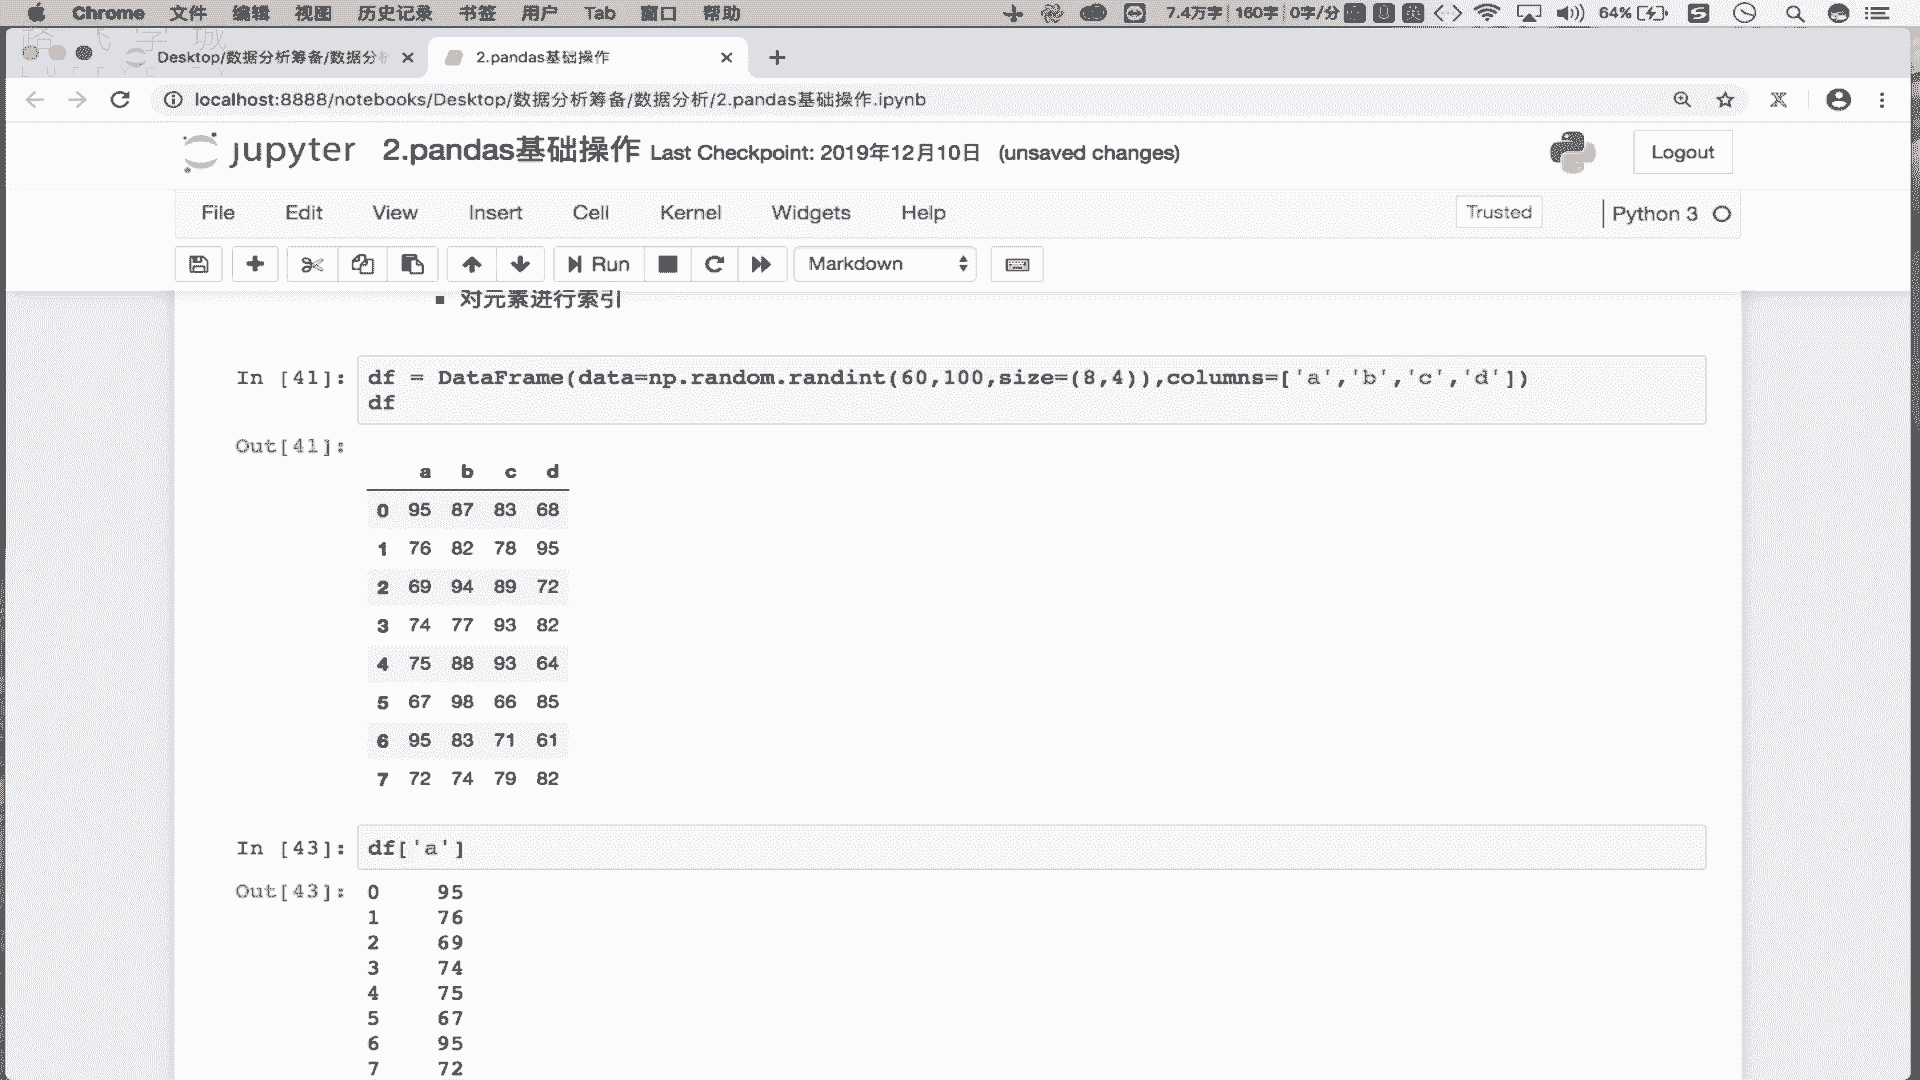 Chrome 文件 编辑 视图 历史记录 书签 用户 Tab 窗口 帮助 7.4万字 160字 0字/分 64%
Desktop/数据分析筹备/数据分析 2.pandas基础操作
localhost:8888/notebooks/Desktop/数据分析筹备/数据分析/2.pandas基础操作.ipynb
jupyter 2.pandas基础操作 Last Checkpoint: 2019年12月10日 (unsaved changes) Logout
File Edit View Insert Cell Kernel Widgets Help Trusted Python 3
Run Markdown
对元素进行索引
In [41]: df = DataFrame(data=np.random.randint(60,100,size=(8,4)),columns=['a','b','c','d'])
df
Out[41]:
a b c d
0 95 87 83 68
1 76 82 78 95
2 69 94 89 72
3 74 77 93 82
4 75 88 93 64
5 67 98 66 85
6 95 83 71 61
7 72 74 79 82
In [43]: df['a']
Out[43]: 0 95
1 76
2 69
3 74
4 75
5 67
6 95
7 72